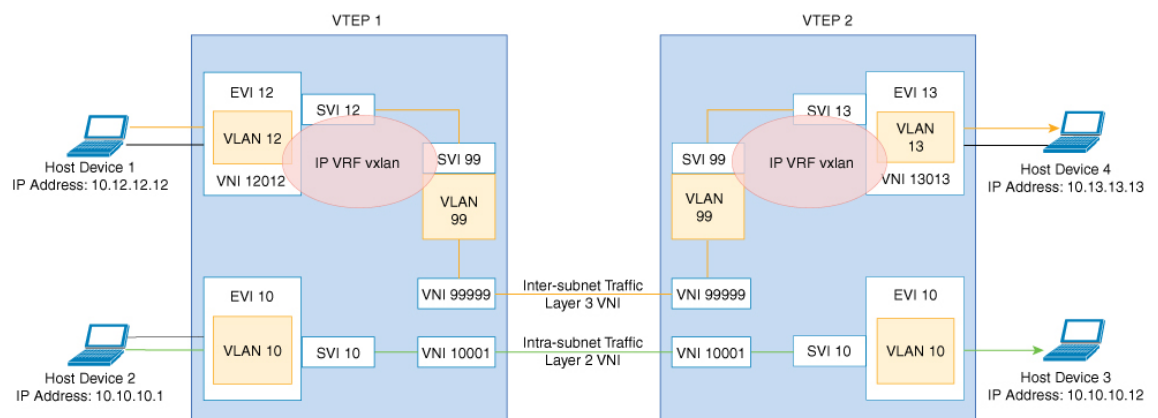 VTEP 1
VTEP 2
EVI 12
SVI 12
VLAN 12
IP VRF vxlan
VNI 12012
SVI 99
VLAN
99
VNI 99999
Host Device 1
IP Address: 10.12.12.12
SVI 13
EVI 13
VLAN
13
IP VRF vxlan
VNI 13013
SVI 99
VLAN
99
VNI 99999
Host Device 4
IP Address: 10.13.13.13
Inter-subnet Traffic
Layer 3 VNI
EVI 10
VLAN 10
SVI 10
VNI 10001
Intra-subnet Traffic
Layer 2 VNI
VNI 10001
SVI 10
EVI 10
VLAN 10
Host Device 2
IP Address: 10.10.10.1
Host Device 3
IP Address: 10.10.10.12